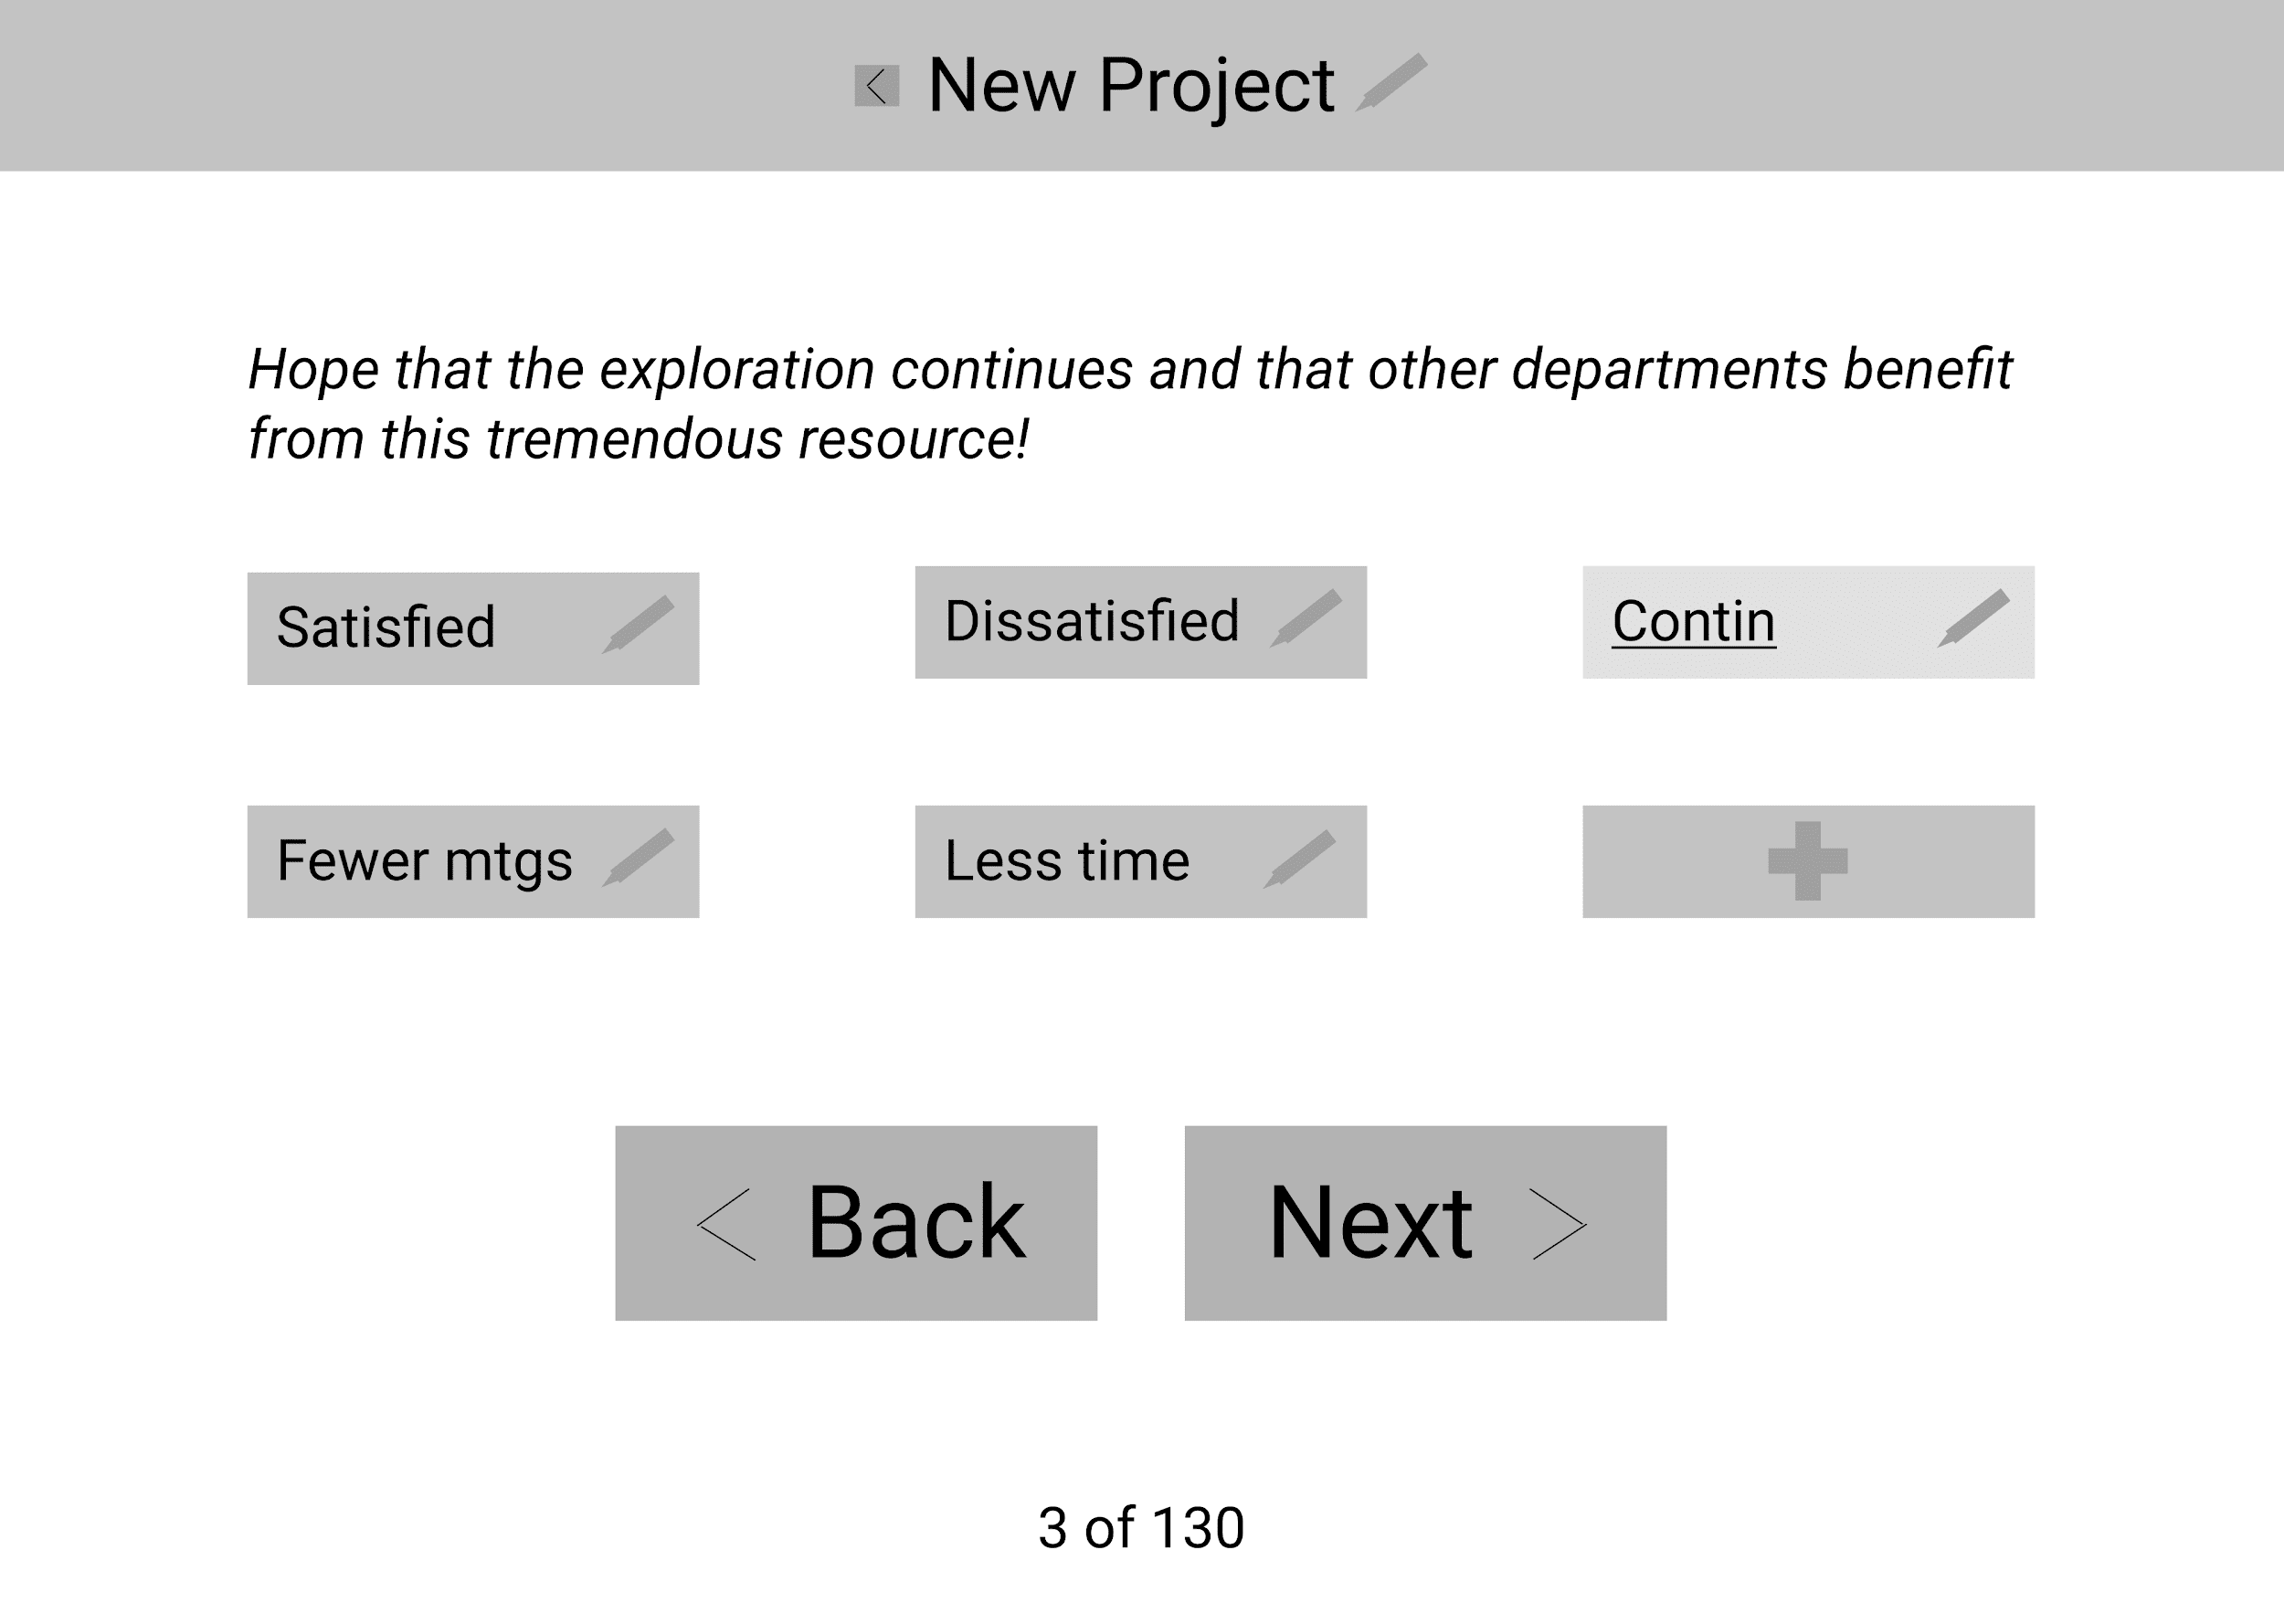 New Project
Hope that the exploration continues and that other departments benefit
from this tremendous resource!
Satisfied
Dissatisfied
Contin
Fewer mtgs
Less time
Back
Next
3 of 130